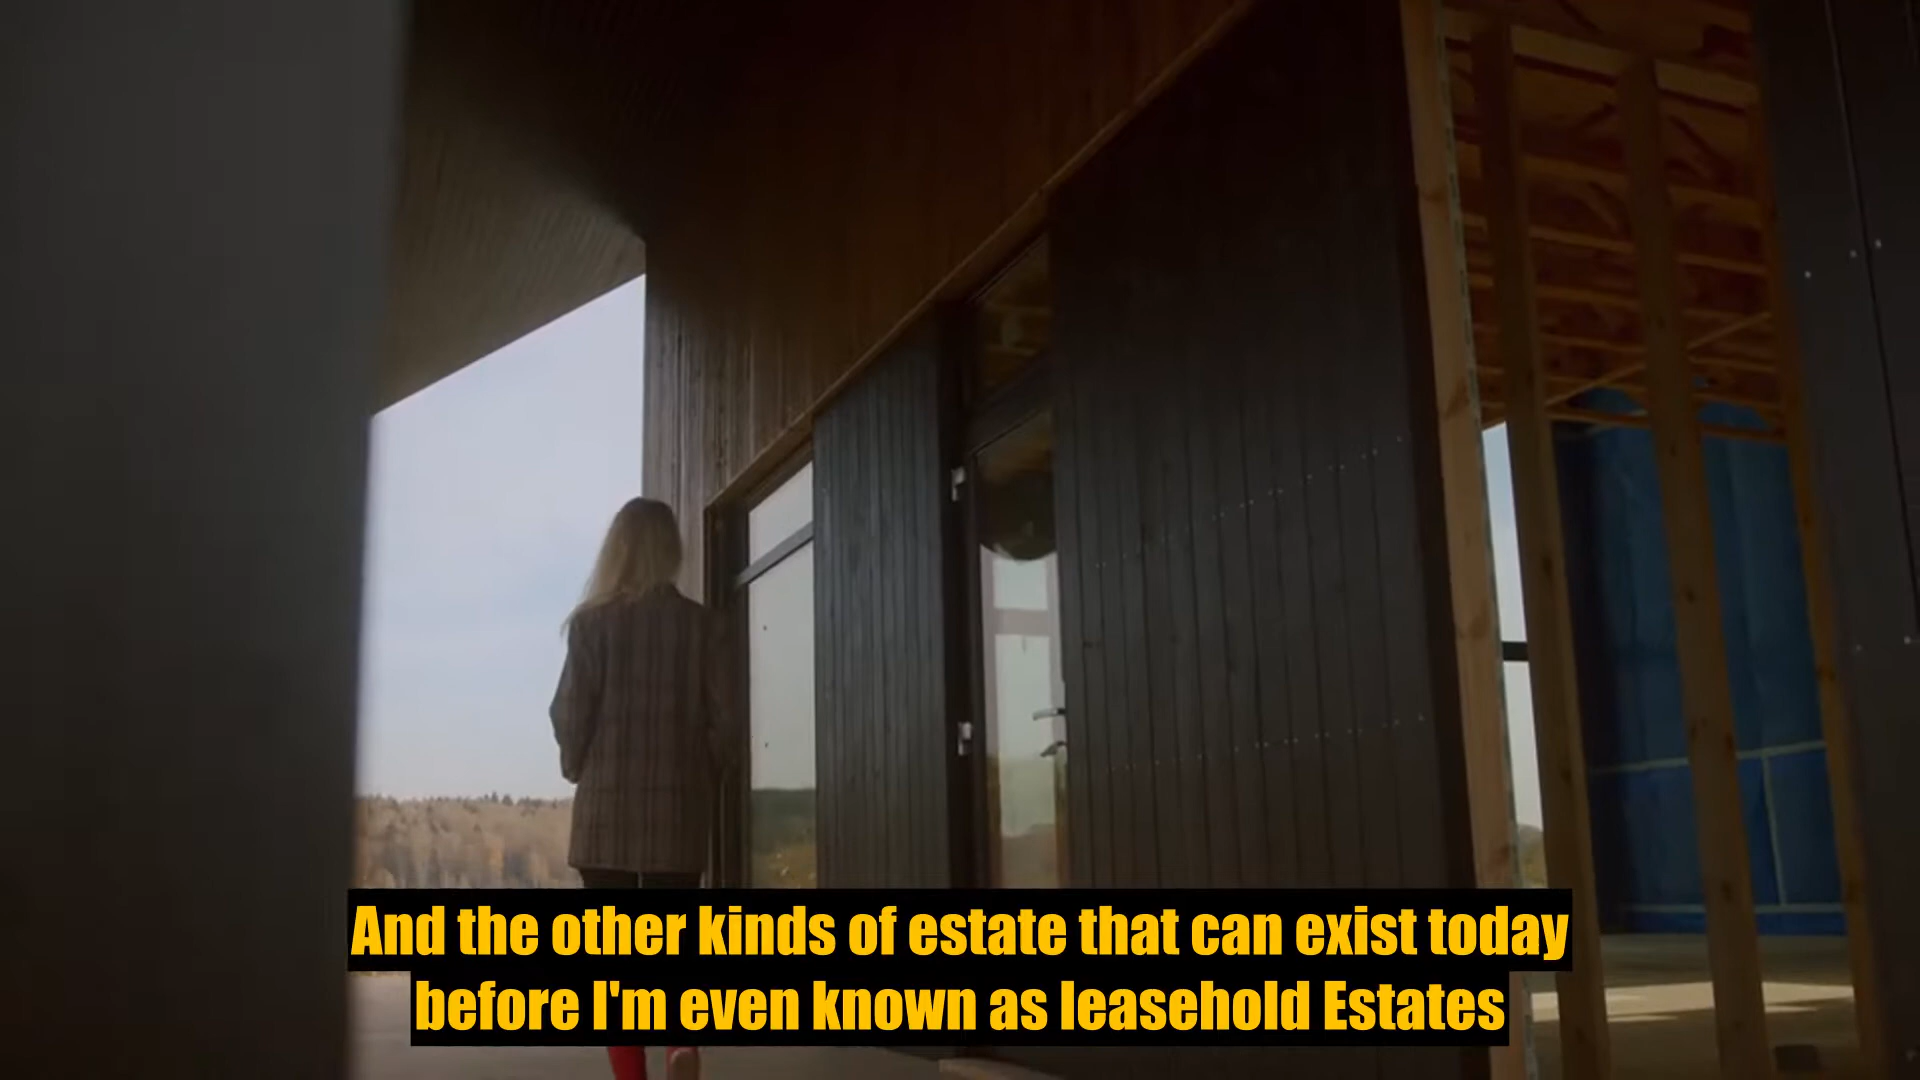 And the other kinds of estate that can exist today
before I'm even known as leasehold Estates